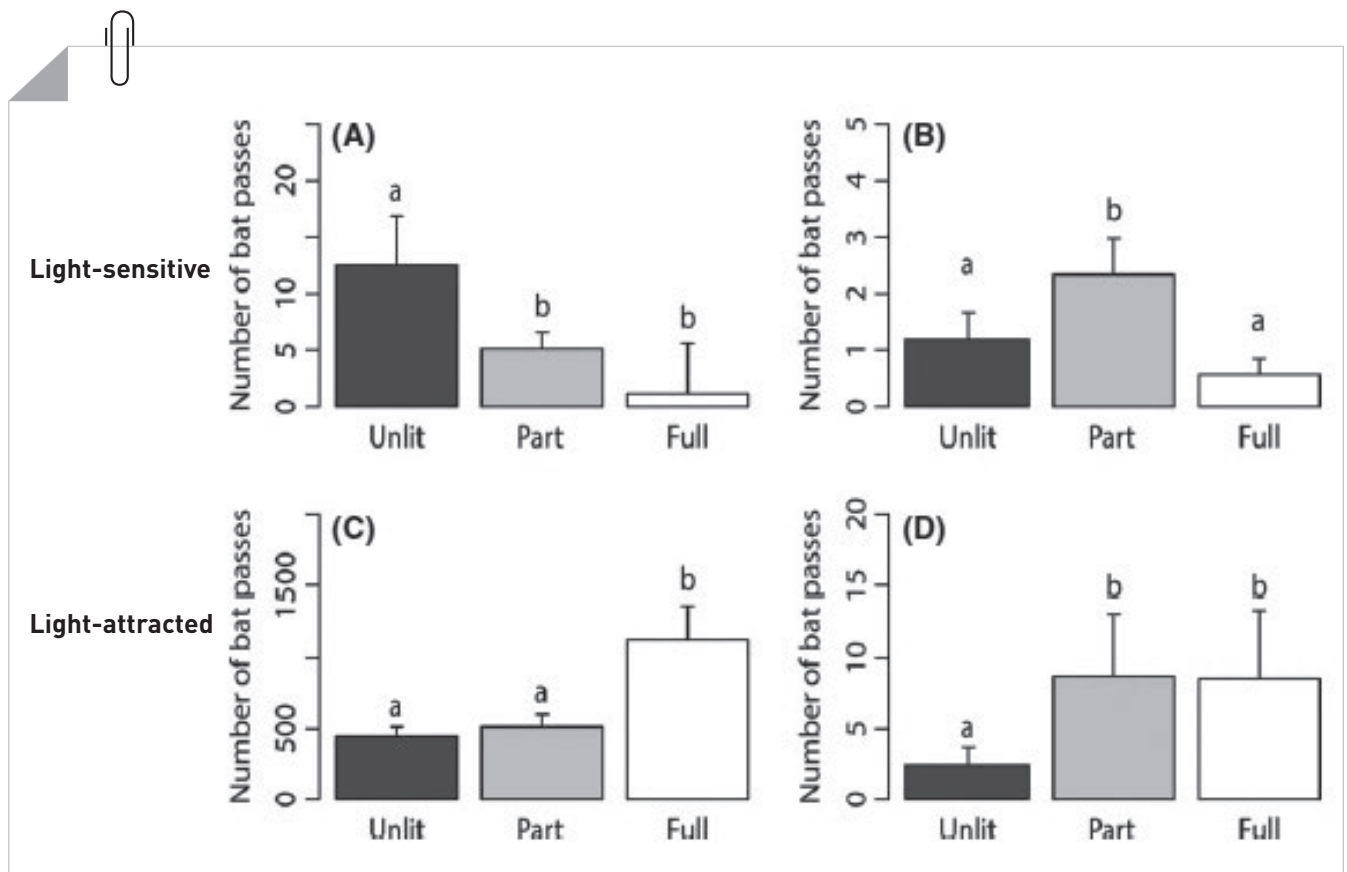 Light-sensitive
Number of bat passes
(A)
20
10
5
0
a
b
b
Unlit
Part
Full
Number of bat passes
(B)
5
4
3
2
1
0
a
b
a
Unlit
Part
Full
Light-attracted
Number of bat passes
(C)
1500
500
0
a
a
b
Unlit
Part
Full
Number of bat passes
(D)
20
15
10
5
0
a
b
b
Unlit
Part
Full